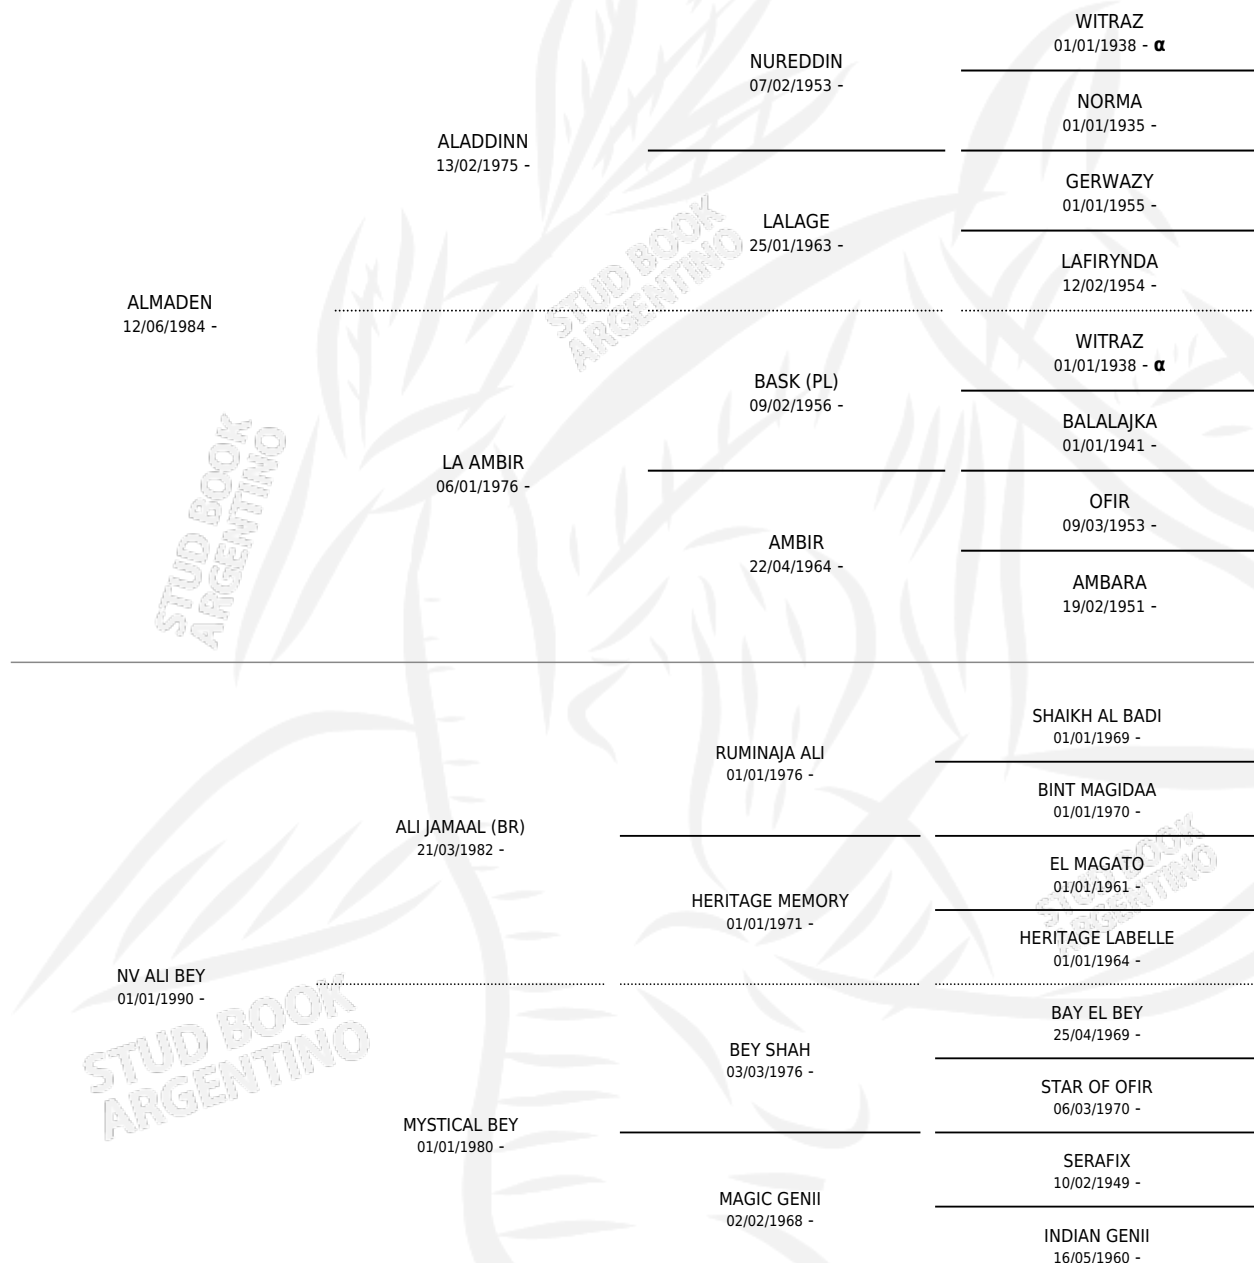 WITRAZ
01/01/1938 - α
NUREDDIN
07/02/1953 -
NORMA
01/01/1935 -
ALADDINN
13/02/1975 -
GERWAZY
01/01/1955 -
LALAGE
25/01/1963 -
LAFIRYNDA
12/02/1954 -
ALMADEN
12/06/1984 -
WITRAZ
01/01/1938 - α
BASK (PL)
09/02/1956 -
BALALAJKA
01/01/1941 -
LA AMBIR
06/01/1976 -
OFIR
09/03/1953 -
AMBIR
22/04/1964 -
AMBARA
19/02/1951 -
STUD BOOK
ARGENTINO
STUD BOOK
ARGENTINO
SHAIKH AL BADI
01/01/1969 -
RUMINAJA ALI
01/01/1976 -
BINT MAGIDAA
01/01/1970 -
ALI JAMAAL (BR)
21/03/1982 -
EL MAGATO
01/01/1961 -
HERITAGE MEMORY
01/01/1971 -
HERITAGE LABELLE
01/01/1964 -
NV ALI BEY
01/01/1990 -
BAY EL BEY
25/04/1969 -
BEY SHAH
03/03/1976 -
STAR OF OFIR
06/03/1970 -
MYSTICAL BEY
01/01/1980 -
SERAFIX
10/02/1949 -
MAGIC GENII
02/02/1968 -
INDIAN GENII
16/05/1960 -
STUD BOOK
ARGENTINO
STUD BOOK
ARGENTINO